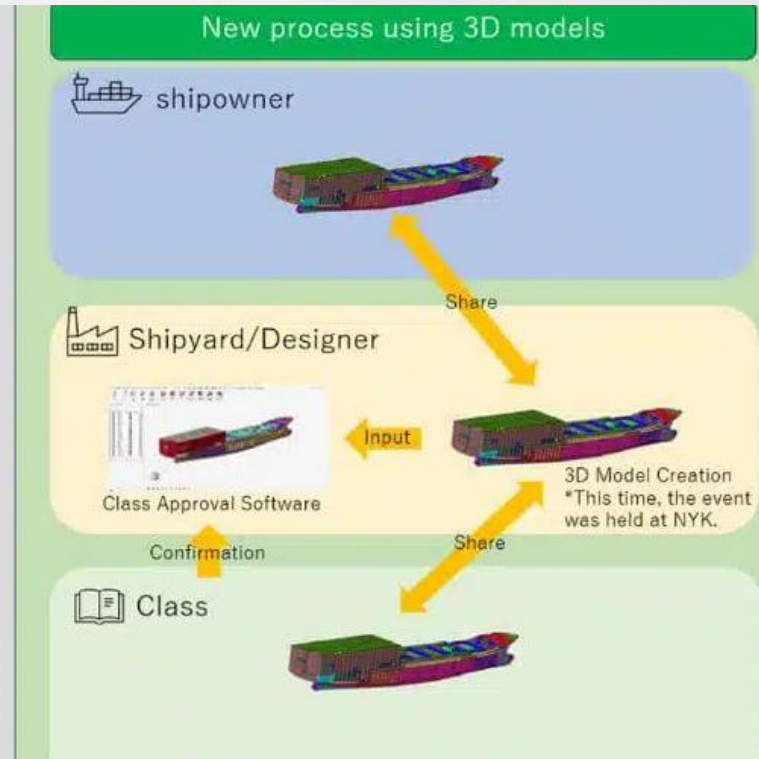 New process using 3D models
shipowner
Share
Shipyard/Designer
Input
3D Model Creation
*This time, the event
was held at NYK.
Class Approval Software
Confirmation
Share
Class